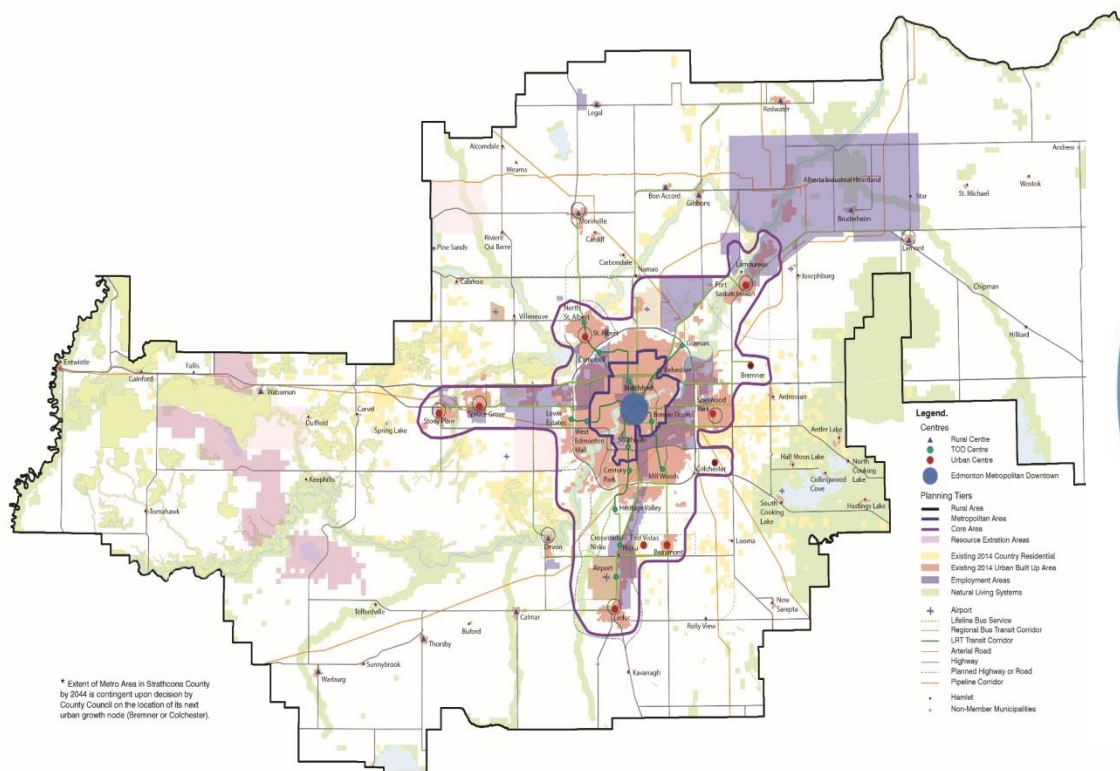 Legal
Redwater
Alcomdale
Mearns
Andrew
Alberta Industrial Heartland
Wostok
St. Michael
Bon Accord
Gibbons
Star
Bruderheim
Morinville
Cardiff
Riviere
Qui Barre
Pine Sands
Lamont
Carbondale
Namao
Lamoureux
Josephburg
Calahoo
Fort
Saskatchewan
Chipman
North
St. Albert
Villeneuve
St. Albert
Hilliard
Gorman
Campbell
Entwistle
Gainford
Fallis
Belvedere
Bremner
Blatchford
Wabamun
Ardrossan
Stony Plain
Spruce Grove
Carvel
Duffield
Spring Lake
Lewis
Estates
Bonnie Doon
Sherwood
Park
West
Edmonton
Mall
Southgate
Antler Lake
Half Moon Lake
North
Cooking
Lake
Colchester
Century
Park
Mill Woods
Collingwood
Cove
Keephills
Tomahawk
South
Cooking
Lake
Hastings Lake
Heritage Valley
Devon
Crossroads
Nisku
Nisku
East Vistas
Beaumont
Looma
Airport
New
Sarepta
Telfordville
Calmar
Leduc
Buford
Rolly View
Thorsby
Sunnybrook
Warburg
Kavanagh
* Extent of Metro Area in Strathcona County
by 2044 is contingent upon decision by
County Council on the location of its next
urban growth node (Bremner or Colchester).
Legend.
Centres
Rural Centre
TOD Centre
Urban Centre
Edmonton Metropolitan Downtown
Planning Tiers
Rural Area
Metropolitan Area
Core Area
Resource Extration Areas
Existing 2014 Country Residential
Existing 2014 Urban Built Up Area
Employment Areas
Natural Living Systems
Airport
Lifeline Bus Service
Regional Bus Transit Corridor
LRT Transit Corridor
Arterial Road
Highway
Planned Highway or Road
Pipeline Corridor
Hamlet
Non-Member Municipalities